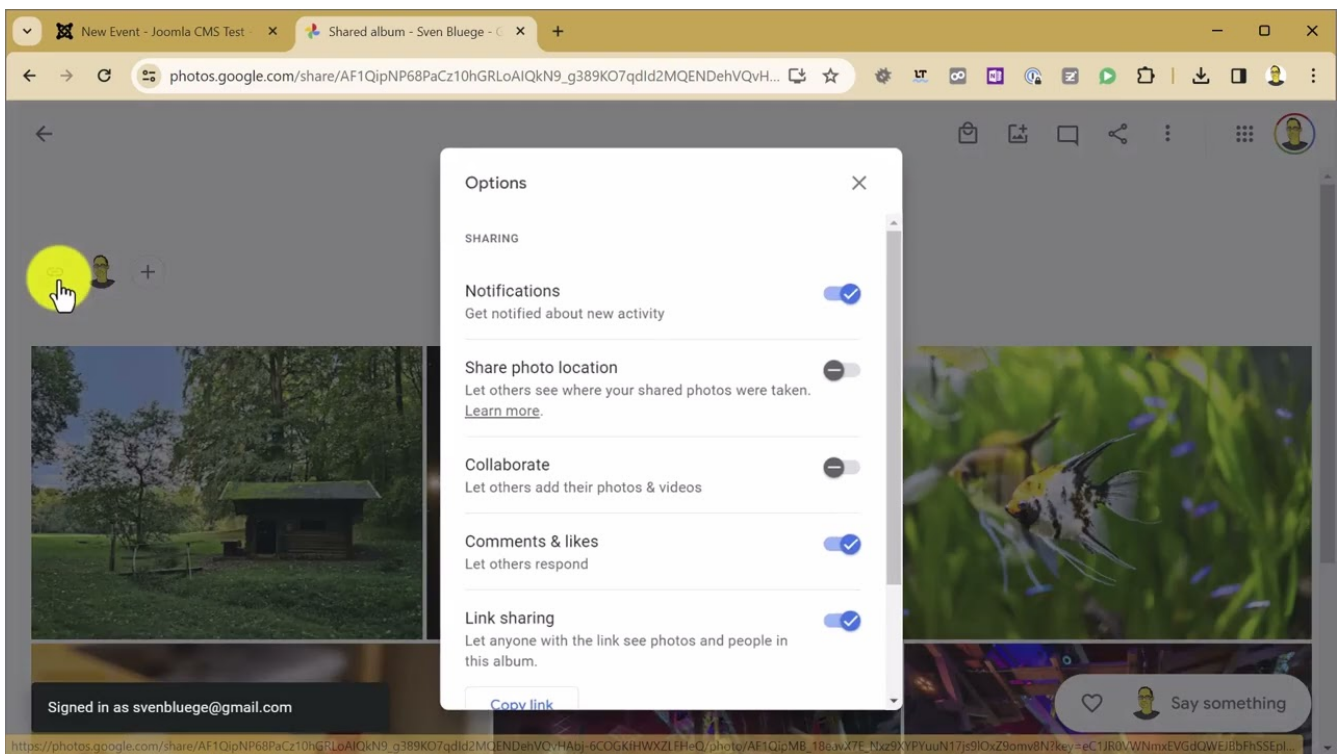 New Event - Joomla CMS Test
Shared album - Sven Bluege - G
photos.google.com/share/AF1QipNP68PaCz10hGRLoAIQkN9_g389KO7qdId2MQENDehVQvH...
Options
SHARING
Notifications
Get notified about new activity
Share photo location
Let others see where your shared photos were taken.
Learn more.
Collaborate
Let others add their photos & videos
Comments & likes
Let others respond
Link sharing
Let anyone with the link see photos and people in
this album.
Copy link
Signed in as svenbluege@gmail.com
Say something